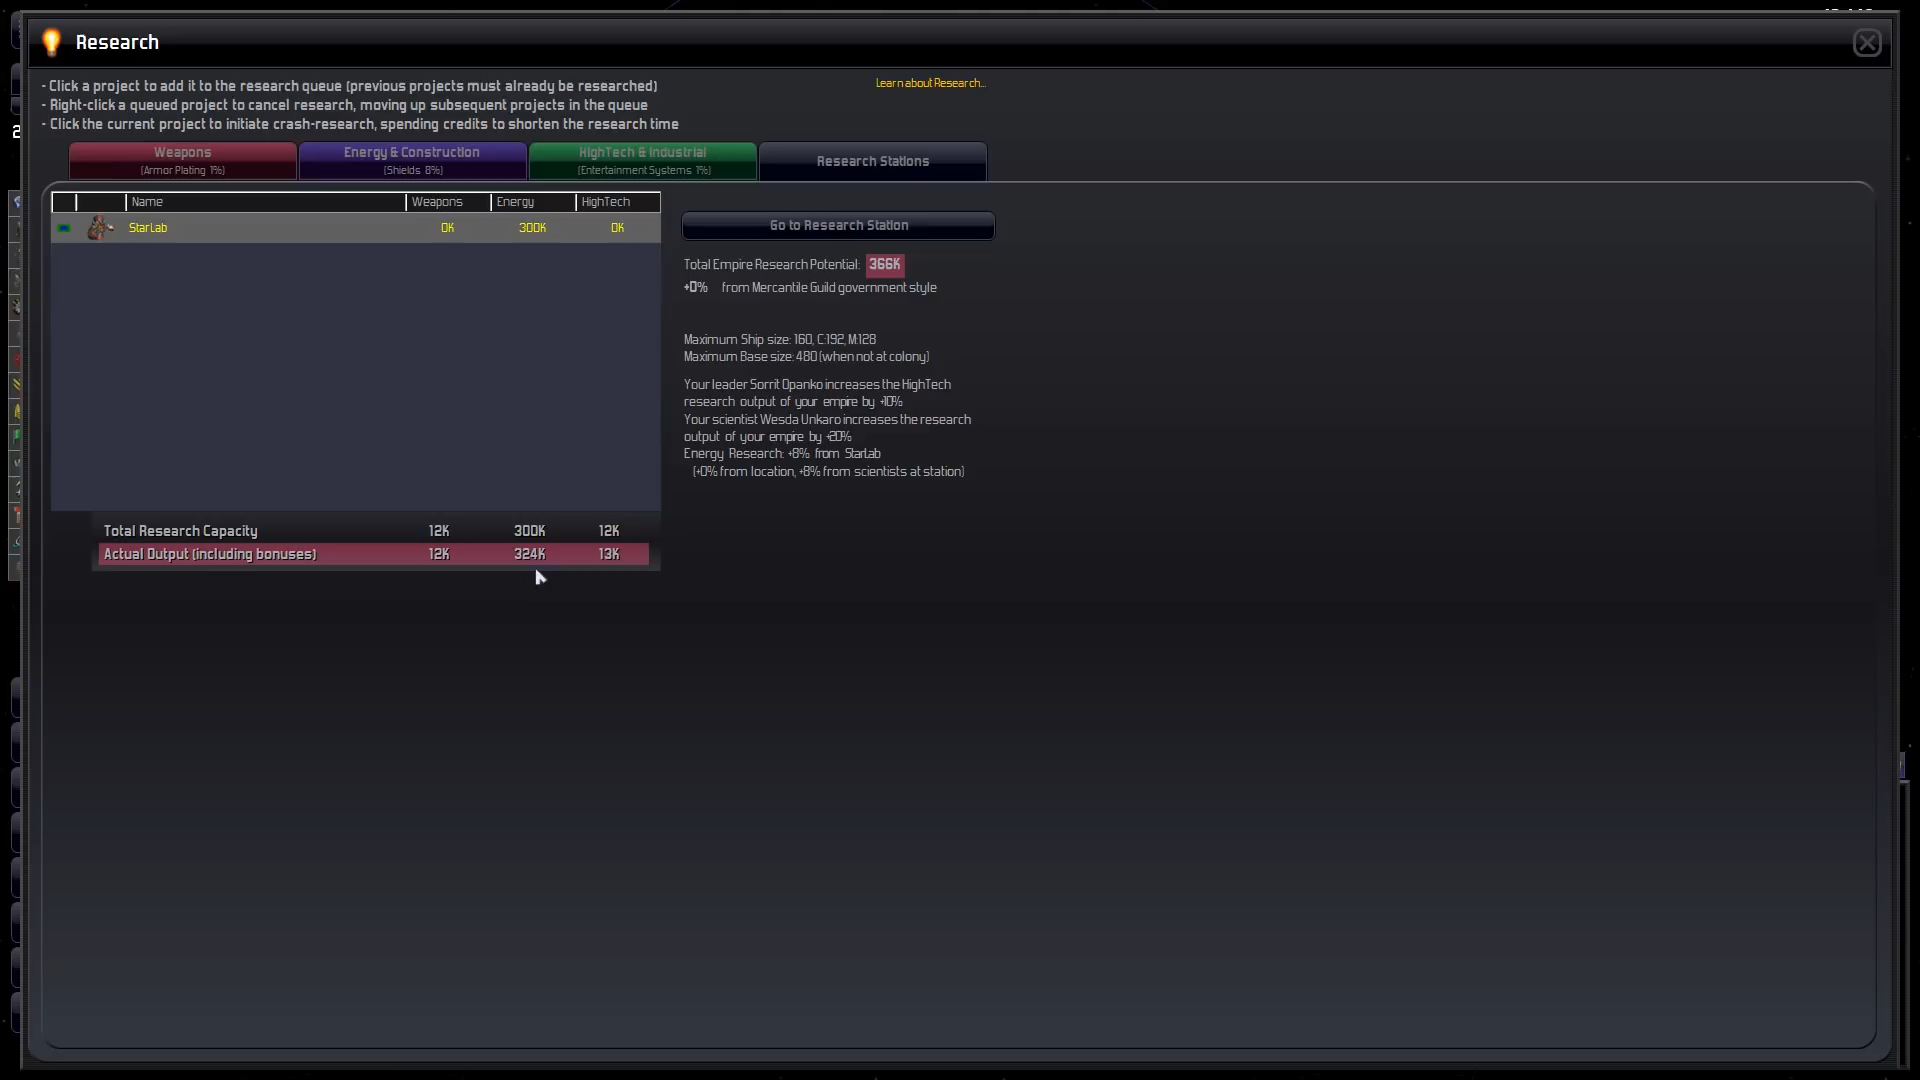 Research
- Click a project to add it to the research queue (previous projects must already be researched)
- Right-click a queued project to cancel research, moving up subsequent projects in the queue
- Click the current project to initiate crash-research, spending credits to shorten the research time
Learn about Research...
Weapons
(Armor Plating 1%)
Energy & Construction
(Shields 8%)
HighTech & Industrial
(Entertainment Systems 1%)
Research Stations
Name Weapons Energy HighTech
StarLab 0K 300K 0K
Total Research Capacity 12K 300K 12K
Actual Output (including bonuses) 12K 324K 13K
Go to Research Station
Total Empire Research Potential: 366K
+0% from Mercantile Guild government style
Maximum Ship size: 160, C:192, M:128
Maximum Base size: 480 (when not at colony)
Your leader Sorrit Opanko increases the HighTech
research output of your empire by +10%
Your scientist Wesda Unkaro increases the research
output of your empire by +20%
Energy Research: +8% from StarLab
(+0% from location, +8% from scientists at station)